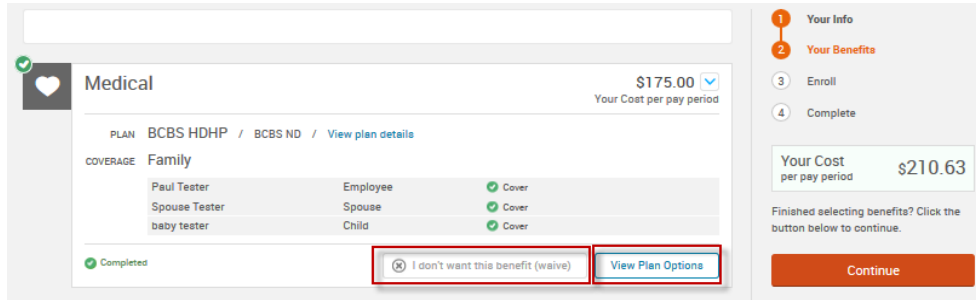 Medical
$175.00
Your Cost per pay period
PLAN BCBS HDHP / BCBS ND / View plan details
COVERAGE Family
Paul Tester Employee Cover
Spouse Tester Spouse Cover
baby tester Child Cover
Completed
I don't want this benefit (waive)
View Plan Options
1 Your Info
2 Your Benefits
3 Enroll
4 Complete
Your Cost
per pay period
$210.63
Finished selecting benefits? Click the
button below to continue.
Continue